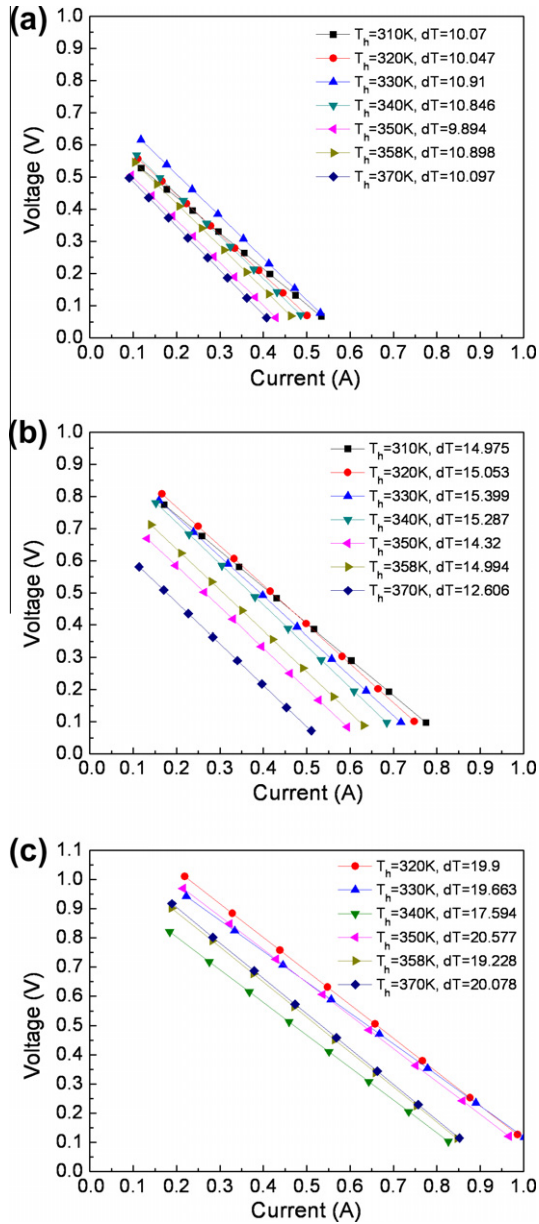 (a)
1.0
0.9
0.8
0.7
0.6
0.5
0.4
0.3
0.2
0.1
0.0
Voltage (V)
T_h=310K, dT=10.07
T_h=320K, dT=10.047
T_h=330K, dT=10.91
T_h=340K, dT=10.846
T_h=350K, dT=9.894
T_h=358K, dT=10.898
T_h=370K, dT=10.097
0.0 0.1 0.2 0.3 0.4 0.5 0.6 0.7 0.8 0.9 1.0
Current (A)
(b)
1.0
0.9
0.8
0.7
0.6
0.5
0.4
0.3
0.2
0.1
0.0
Voltage (V)
T_h=310K, dT=14.975
T_h=320K, dT=15.053
T_h=330K, dT=15.399
T_h=340K, dT=15.287
T_h=350K, dT=14.32
T_h=358K, dT=14.994
T_h=370K, dT=12.606
0.0 0.1 0.2 0.3 0.4 0.5 0.6 0.7 0.8 0.9 1.0
Current (A)
(c)
1.1
1.0
0.9
0.8
0.7
0.6
0.5
0.4
0.3
0.2
0.1
0.0
Voltage (V)
T_h=320K, dT=19.9
T_h=330K, dT=19.663
T_h=340K, dT=17.594
T_h=350K, dT=20.577
T_h=358K, dT=19.228
T_h=370K, dT=20.078
0.0 0.1 0.2 0.3 0.4 0.5 0.6 0.7 0.8 0.9 1.0
Current (A)